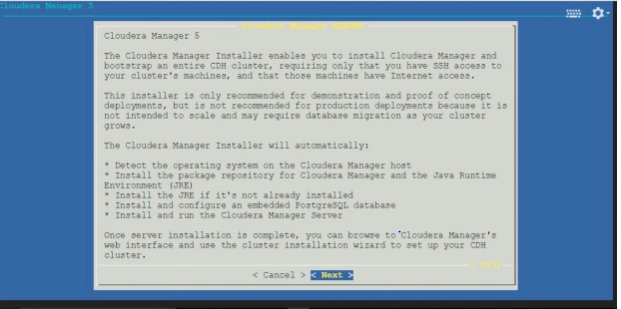 Cloudera Manager 5
Cloudera Manager README
Cloudera Manager 5
The Cloudera Manager Installer enables you to install Cloudera Manager and
bootstrap an entire CDH cluster, requiring only that you have SSH access to
your cluster's machines, and that those machines have Internet access.
This installer is only recommended for demonstration and proof of concept
deployments, but is not recommended for production deployments because it is
not intended to scale and may require database migration as your cluster
grows.
The Cloudera Manager Installer will automatically:
* Detect the operating system on the Cloudera Manager host
* Install the package repository for Cloudera Manager and the Java Runtime
Environment (JRE)
* Install the JRE if it's not already installed
* Install and configure an embedded PostgreSQL database
* Install and run the Cloudera Manager Server
Once server installation is complete, you can browse to Cloudera Manager's
web interface and use the cluster installation wizard to set up your CDH
cluster.
< Cancel > < Next >